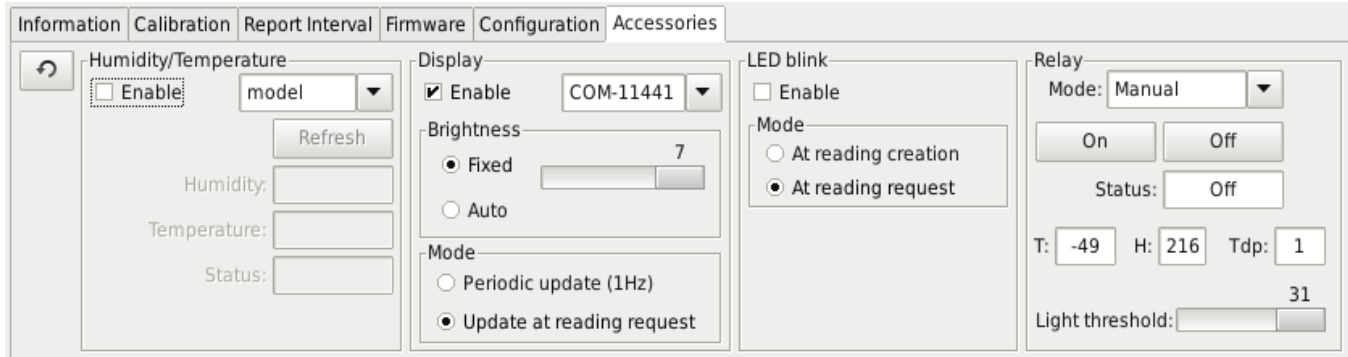 Information Calibration Report Interval Firmware Configuration Accessories
Humidity/Temperature
Enable model
Refresh
Humidity:
Temperature:
Status:
Display
Enable COM-11441
Brightness
Fixed 7
Auto
Mode
Periodic update (1Hz)
Update at reading request
LED blink
Enable
Mode
At reading creation
At reading request
Relay
Mode: Manual
On Off
Status: Off
T: -49 H: 216 Tdp: 1
31
Light threshold: